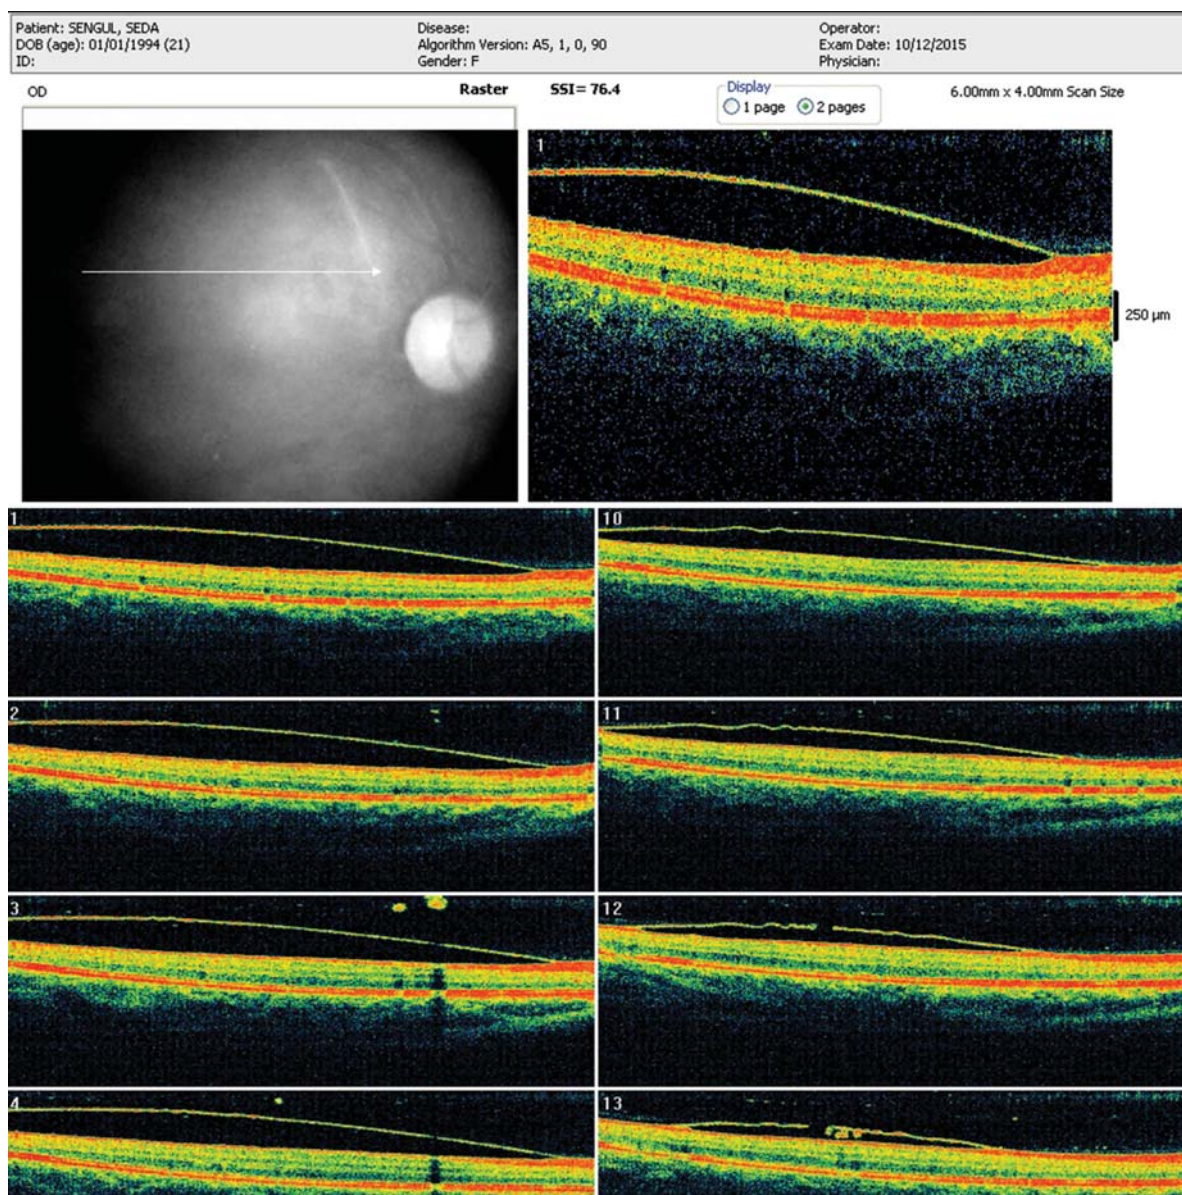 Patient: SENGUL, SEDA
DOB (age): 01/01/1994 (21)
ID:
Disease:
Algorithm Version: A5, 1, 0, 90
Gender: F
Operator:
Exam Date: 10/12/2015
Physician:
OD
Raster SSI= 76.4
Display
1 page 2 pages
6.00mm x 4.00mm Scan Size
1
250 µm
1
10
2
11
3
12
4
13